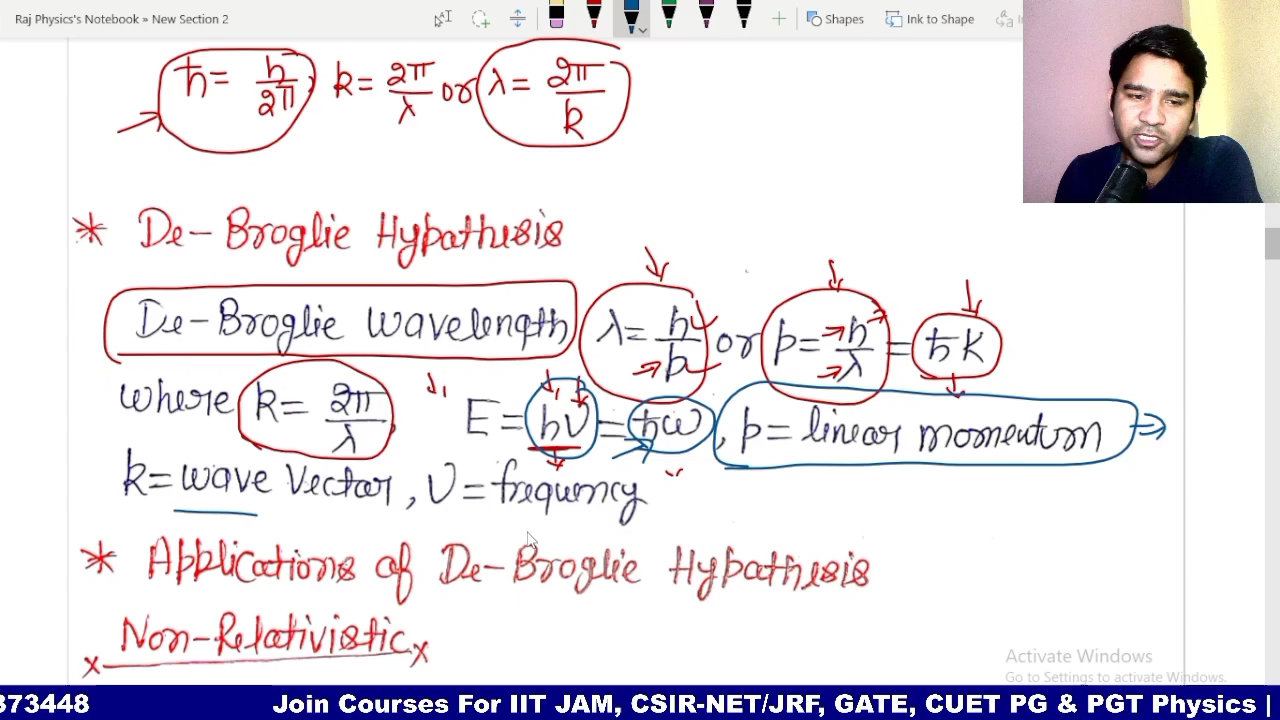 Raj Physics's Notebook » New Section 2
Shapes Ink to Shape
ħ = h/2π k = 2π/λ or λ = 2π/k
* De-Broglie Hypathesis
De-Broglie Wavelength λ = h/p or p = h/λ = ħk
where k = 2π/λ E = hν = ħω, p = linear momentum
k = wave Vector, ν = frequency
* Applications of De-Broglie Hypathesis
Non-Relativistic
Activate Windows
Go to Settings to activate Windows.
373448 Join Courses For IIT JAM, CSIR-NET/JRF, GATE, CUET PG & PGT Physics |